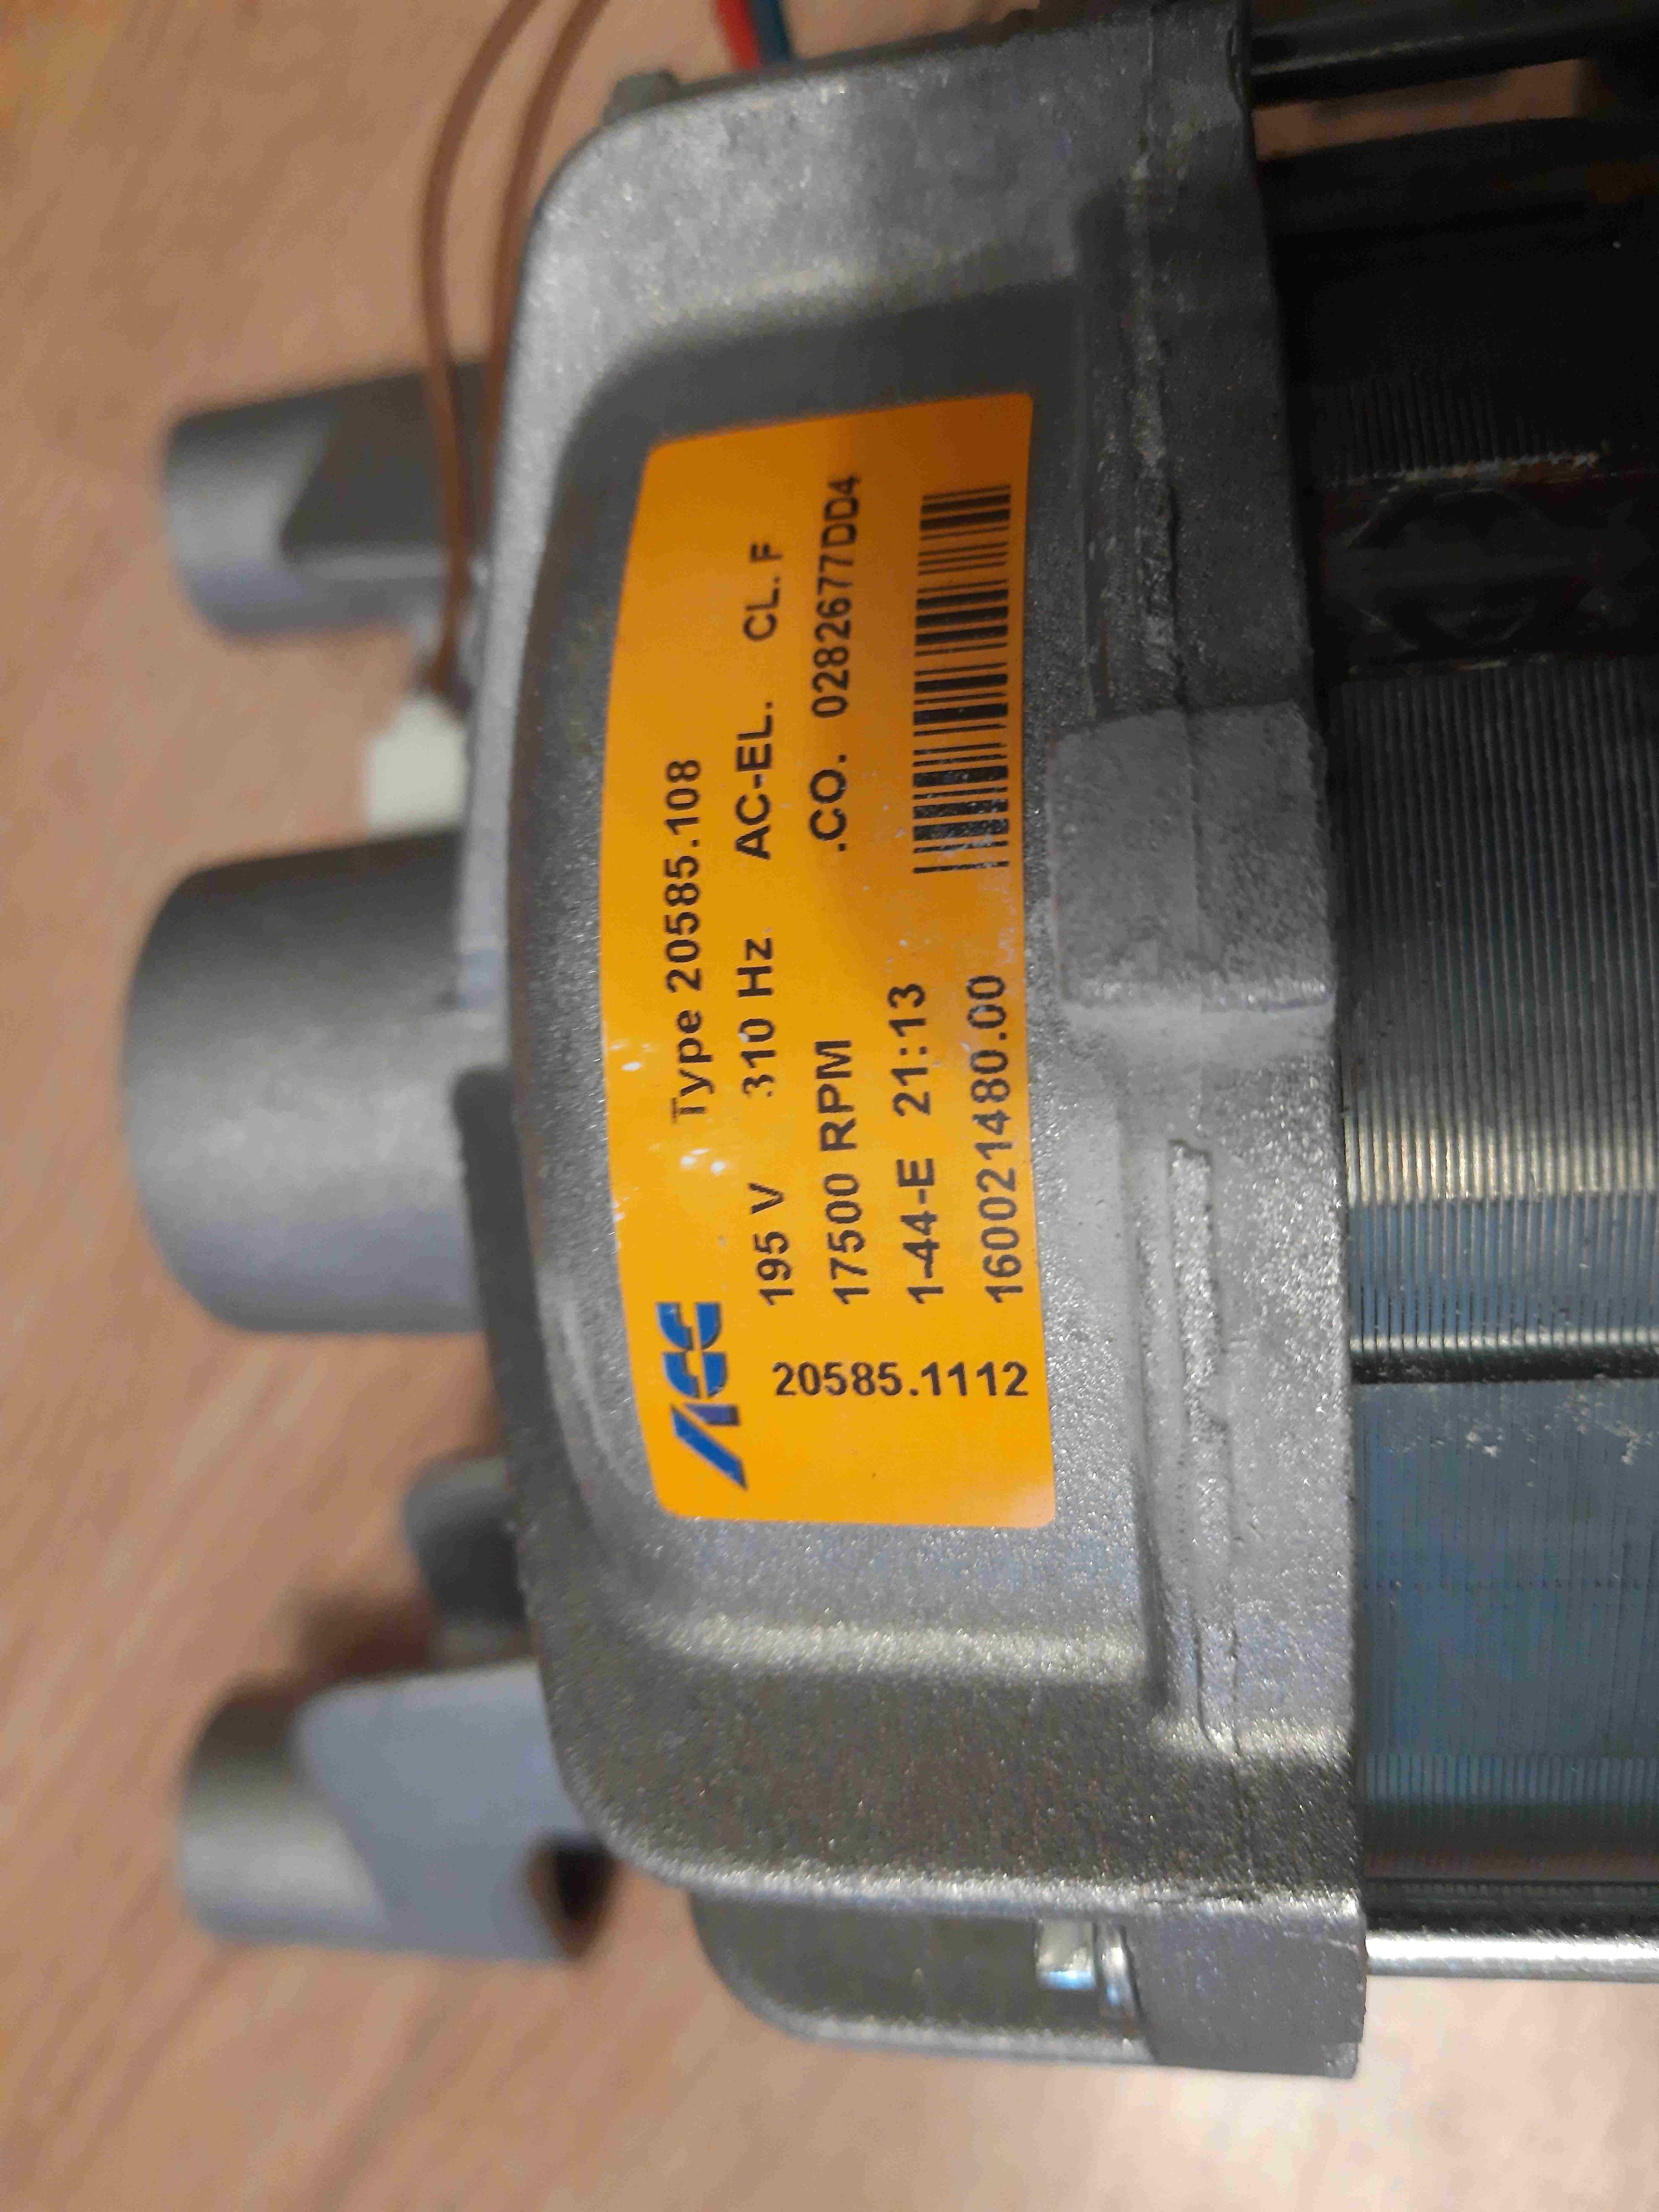 ACC
Type 20585.108
195 V 310 Hz AC-EL. CL. F
17500 RPM .CO. 0282677DD4
1-44-E 21:13
160021480.00
20585.1112